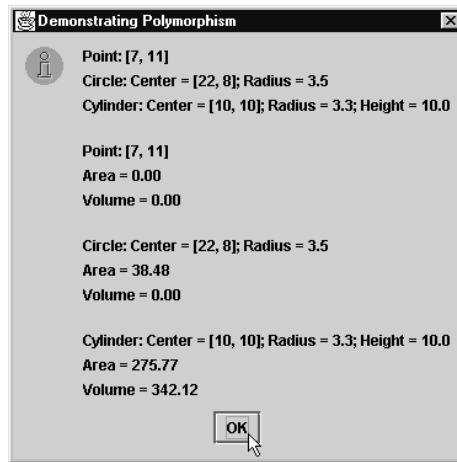 Demonstrating Polymorphism
Point: [7, 11]
Circle: Center = [22, 8]; Radius = 3.5
Cylinder: Center = [10, 10]; Radius = 3.3; Height = 10.0
Point: [7, 11]
Area = 0.00
Volume = 0.00
Circle: Center = [22, 8]; Radius = 3.5
Area = 38.48
Volume = 0.00
Cylinder: Center = [10, 10]; Radius = 3.3; Height = 10.0
Area = 275.77
Volume = 342.12
OK